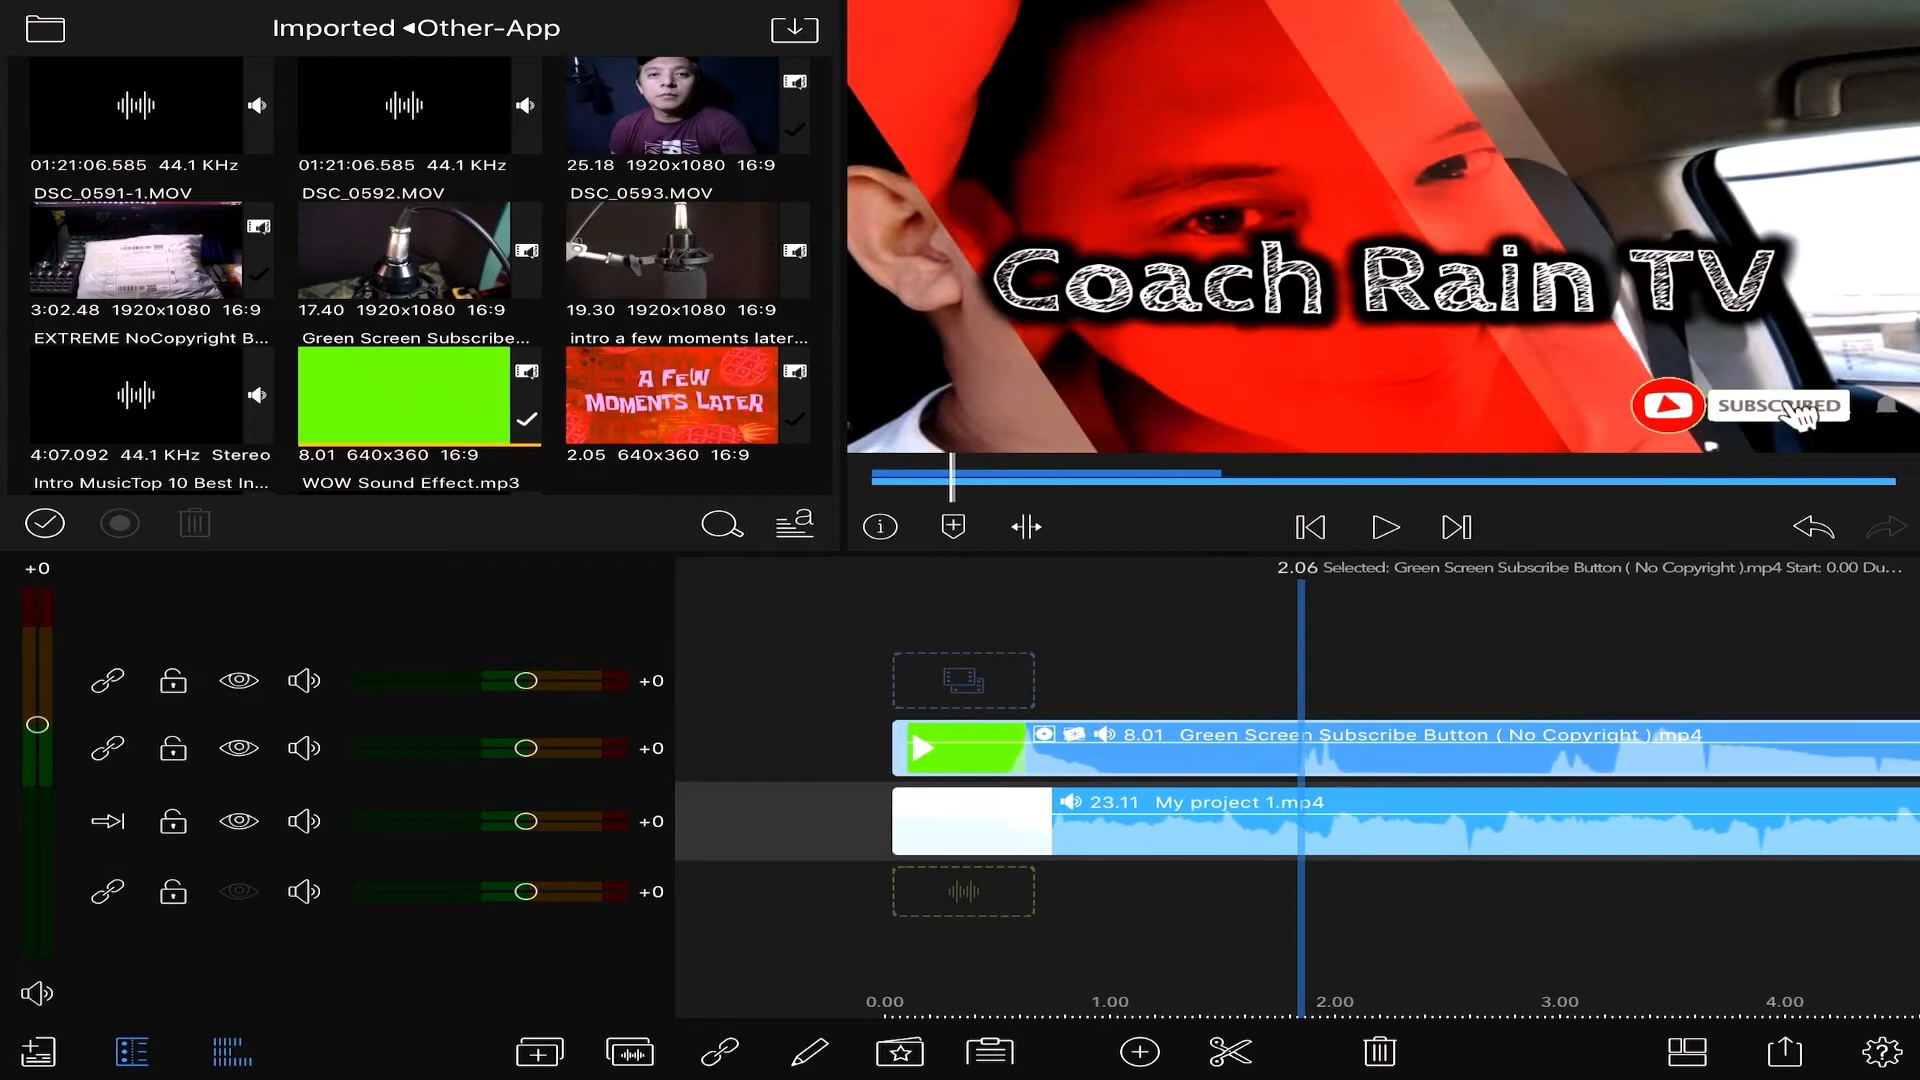 Imported ◂Other-App
01:21:06.585 44.1 KHz
01:21:06.585 44.1 KHz
25.18 1920x1080 16:9
DSC_0591-1.MOV
DSC_0592.MOV
DSC_0593.MOV
3:02.48 1920x1080 16:9
17.40 1920x1080 16:9
19.30 1920x1080 16:9
EXTREME NoCopyright B...
Green Screen Subscribe...
intro a few moments later...
A FEW
MOMENTS LATER
4:07.092 44.1 KHz Stereo
8.01 640x360 16:9
2.05 640x360 16:9
Intro MusicTop 10 Best In...
WOW Sound Effect.mp3
a
Coach Rain TV
SUBSCRIBED
2.06 Selected: Green Screen Subscribe Button ( No Copyright ).mp4 Start: 0.00 Du...
+0
+0
+0
+0
+0
8.01 Green Screen Subscribe Button ( No Copyright ).mp4
23.11 My project 1.mp4
0.00 1.00 2.00 3.00 4.00